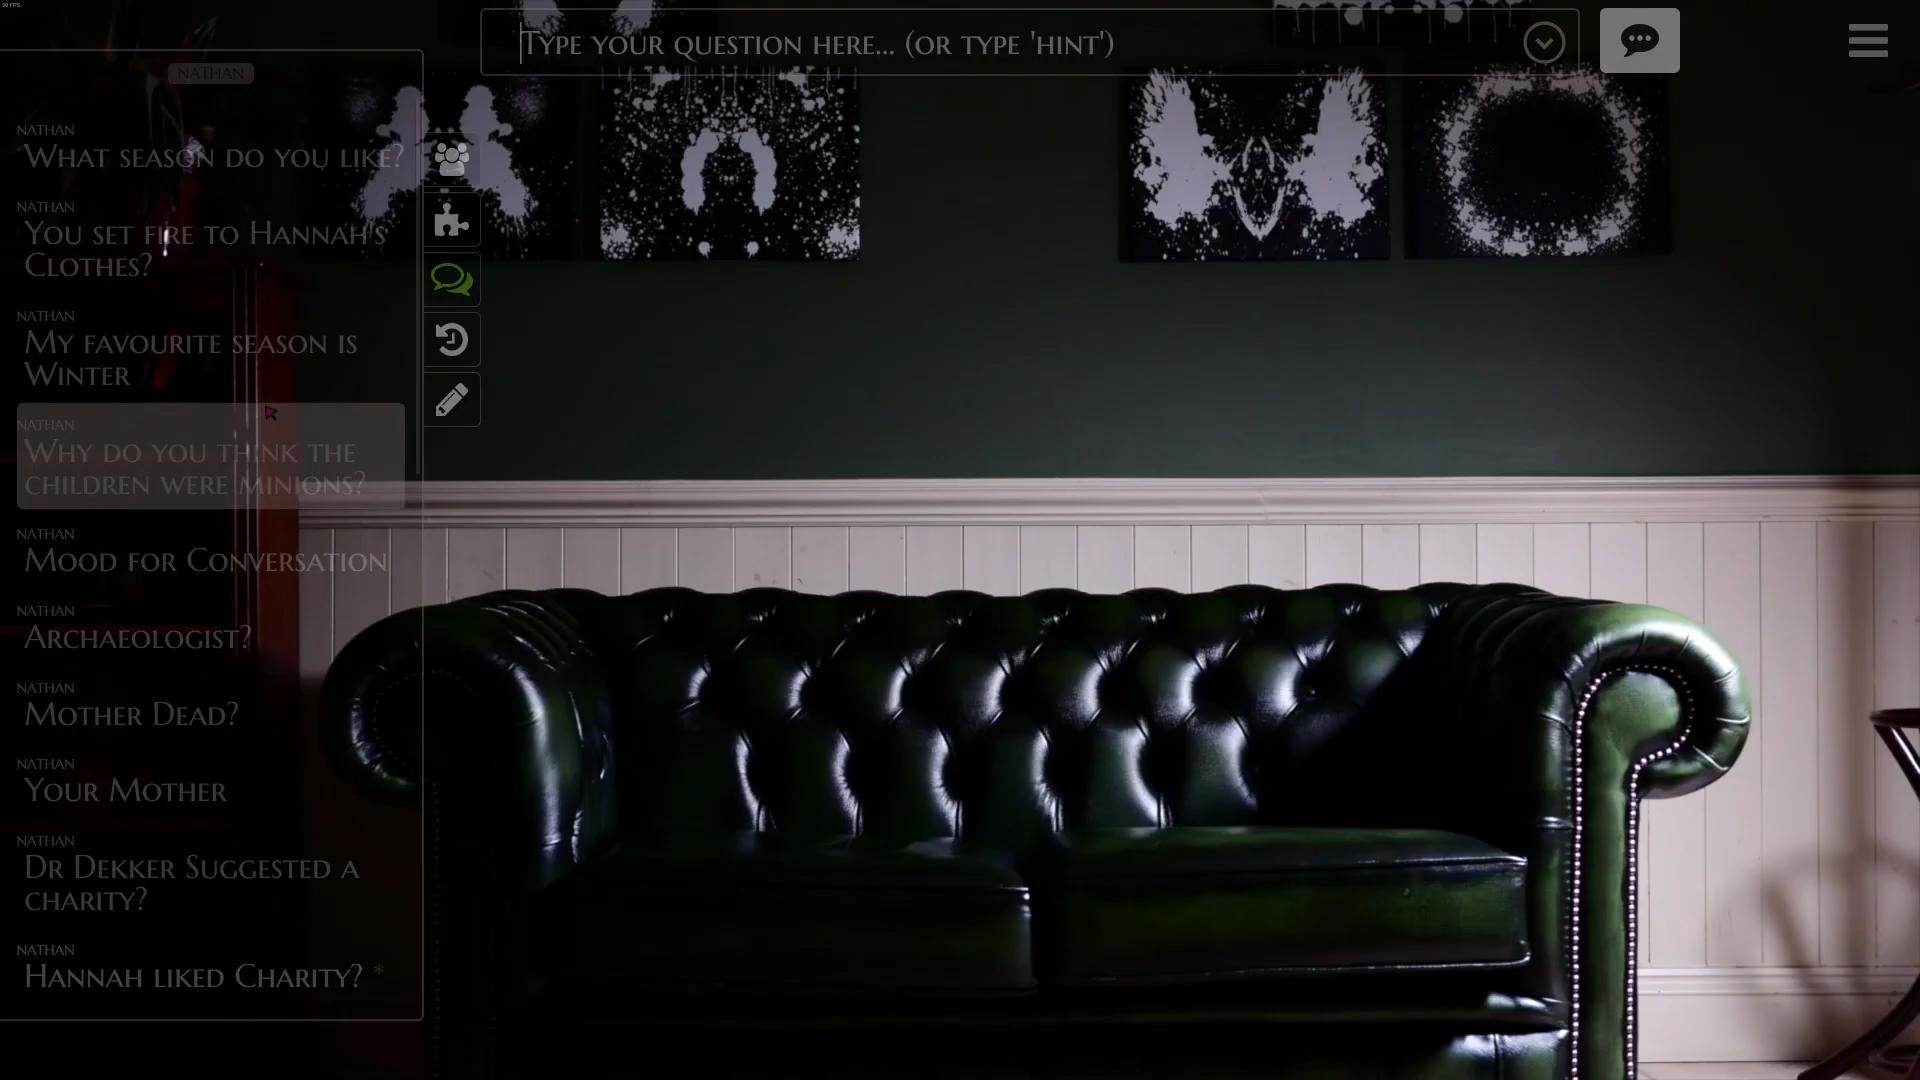 50 FPS
Type your question here... (or type 'hint')
Nathan
Nathan
What season do you like?
Nathan
You set fire to Hannah's
Clothes?
Nathan
My favourite season is
Winter
Nathan
Why do you think the
children were minions?
Nathan
Mood for Conversation
Nathan
Archaeologist?
Nathan
Mother Dead?
Nathan
Your Mother
Nathan
Dr Dekker Suggested a
charity?
Nathan
Hannah liked Charity? *